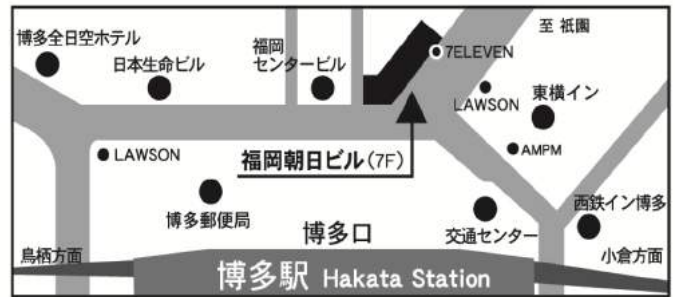 至 祇園
博多全日空ホテル
日本生命ビル
福岡
センタービル
7ELEVEN
LAWSON
東横イン
LAWSON
福岡朝日ビル(7F)
AMPM
博多郵便局
博多口
交通センター
西鉄イン博多
鳥栖方面
小倉方面
博多駅 Hakata Station